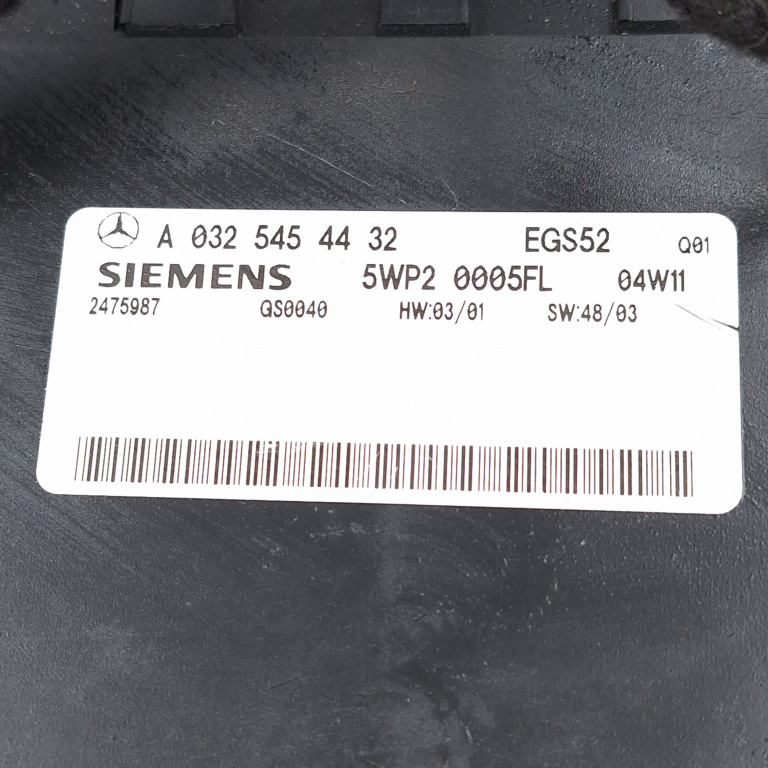 A 032 545 44 32 EGS52 Q01
SIEMENS 5WP2 0005FL 04W11
2475987 QS0040 HW:03/01 SW:48/03